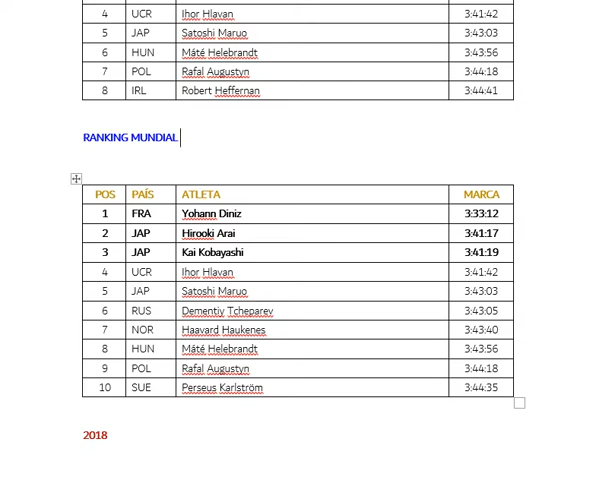 4 UCR Ihor Hlavan 3:41:42
5 JAP Satoshi Maruo 3:43:03
6 HUN Máté Helebrandt 3:43:56
7 POL Rafal Augustyn 3:44:18
8 IRL Robert Heffernan 3:44:41
RANKING MUNDIAL
POS PAÍS ATLETA MARCA
1 FRA Yohann Diniz 3:33:12
2 JAP Hirooki Arai 3:41:17
3 JAP Kai Kobayashi 3:41:19
4 UCR Ihor Hlavan 3:41:42
5 JAP Satoshi Maruo 3:43:03
6 RUS Dementiy Tcheparev 3:43:05
7 NOR Haavard Haukenes 3:43:40
8 HUN Máté Helebrandt 3:43:56
9 POL Rafal Augustyn 3:44:18
10 SUE Perseus Karlström 3:44:35
2018